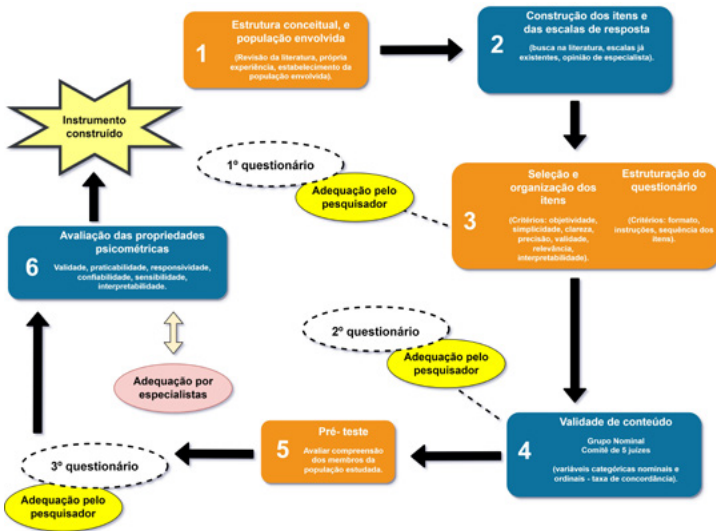 1
Estrutura conceitual, e
população envolvida
(Revisão da literatura, própria
experiência, estabelecimento da
população envolvida).
2
Construção dos itens e
das escalas de resposta
(busca na literatura, escalas já
existentes, opinião de especialista).
Instrumento
construído
1º questionário
Adequação pelo
pesquisador
3
Seleção e
organização dos
itens
(Critérios: objetividade,
simplicidade, clareza,
precisão, validade,
relevância,
interpretabilidade).
Estruturação do
questionário
(Critérios: formato,
instruções, sequência dos
itens).
6
Avaliação das propriedades
psicométricas
Validade, praticabilidade, responsividade,
confiabilidade, sensibilidade,
interpretabilidade.
2º questionário
Adequação pelo
pesquisador
Adequação por
especialistas
4
Validade de conteúdo
Grupo Nominal
Comitê de 5 juízes
(variáveis categóricas nominais e
ordinais - taxa de concordância).
5
Pré- teste
Avaliar compreensão
dos membros da
população estudada.
3º questionário
Adequação pelo
pesquisador